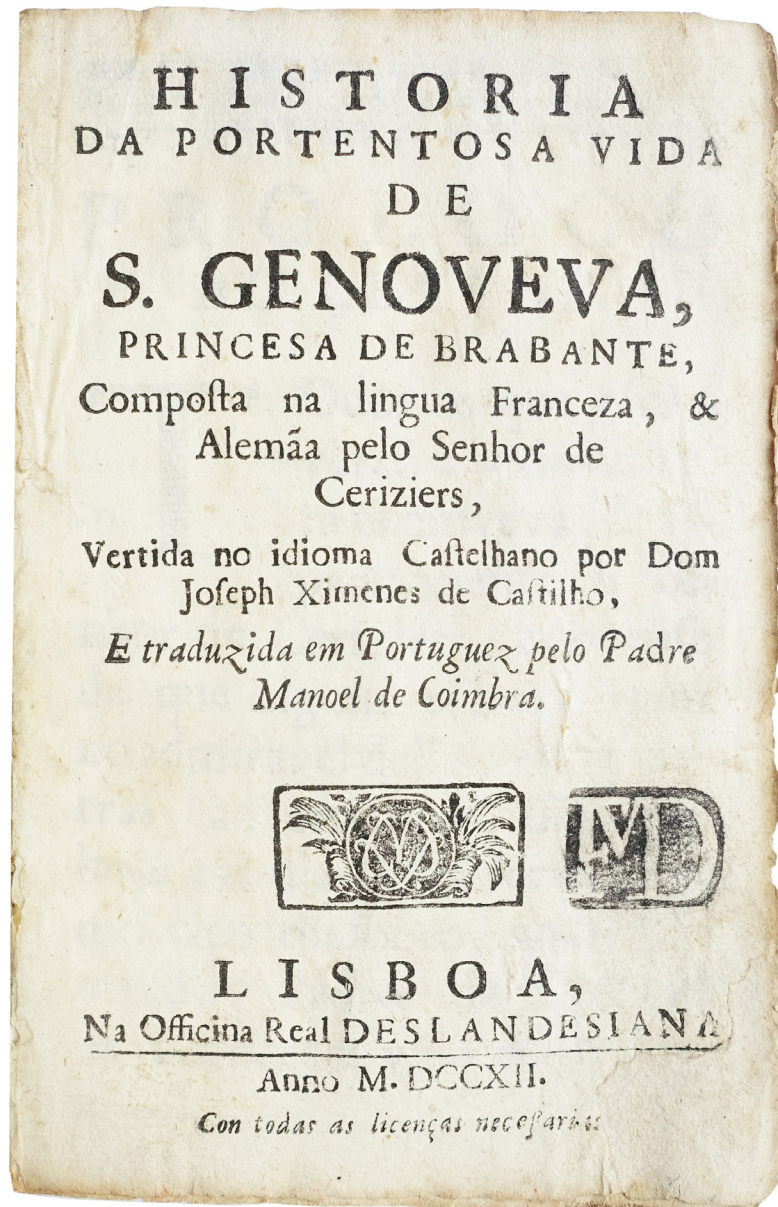 HISTORIA
DA PORTENTOSA VIDA
DE
S. GENOVEVA,
PRINCESA DE BRABANTE,
Compoſta na lingua Franceza, &
Alemãa pelo Senhor de
Ceriziers,
Vertida no idioma Caſtelhano por Dom
Joſeph Ximenes de Caſtilho,
E traduzida em Portuguez pelo Padre
Manoel de Coimbra.
MD
LISBOA,
Na Officina Real DESLANDESIANA
Anno M. DCCXII.
Con todas as licenças neceſarias